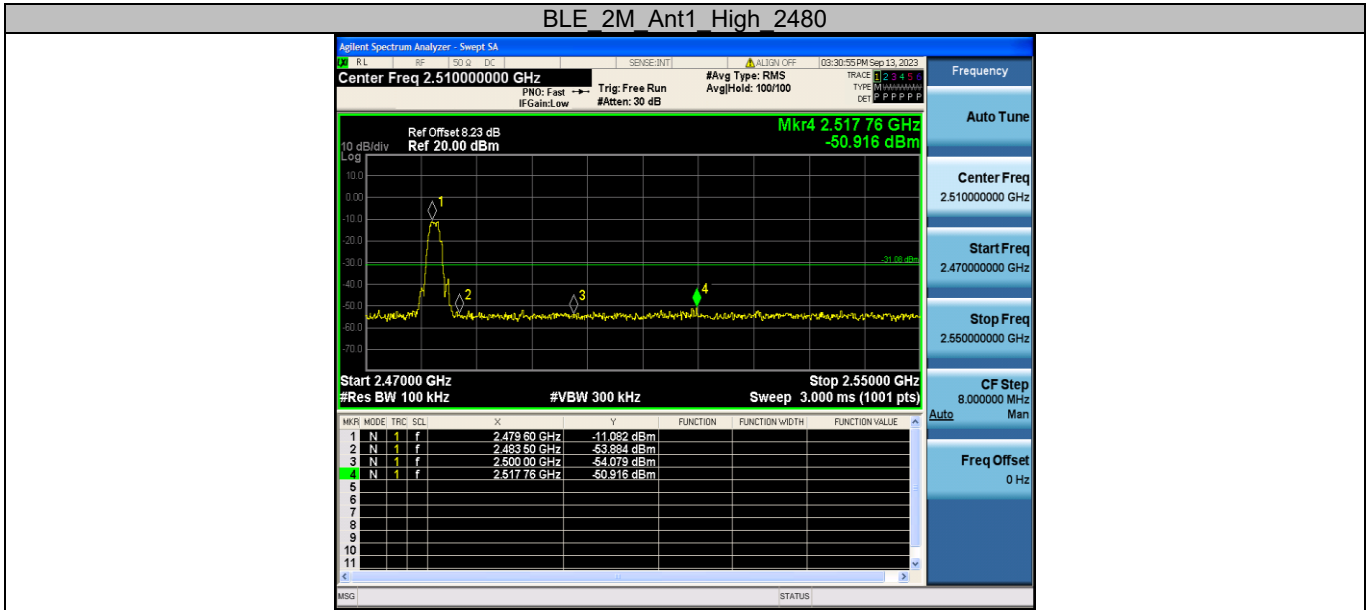 BLE_2M_Ant1_High_2480
Agilent Spectrum Analyzer - Swept SA
RL RF 50 Ω DC SENSE:INT ALIGN OFF 03:30:55 PM Sep 13, 2023
Center Freq 2.510000000 GHz
PNO: Fast
IFGain:Low
Trig: Free Run
#Atten: 30 dB
#Avg Type: RMS
Avg|Hold: 100/100
TRACE 1 2 3 4 5 6
TYPE M
DET P P P P P P
Mkr4 2.517 76 GHz
-50.916 dBm
Ref Offset 8.23 dB
10 dB/div Ref 20.00 dBm
Log
10.0
0.00
-10.0
-20.0
-30.0
-40.0
-50.0
-60.0
-70.0
1
2
3
4
-31.08 dBm
Start 2.47000 GHz Stop 2.55000 GHz
#Res BW 100 kHz #VBW 300 kHz Sweep 3.000 ms (1001 pts)
MKR MODE TRC SCL X Y FUNCTION FUNCTION WIDTH FUNCTION VALUE
1 N 1 f 2.479 60 GHz -11.082 dBm
2 N 1 f 2.483 50 GHz -53.884 dBm
3 N 1 f 2.500 00 GHz -54.079 dBm
4 N 1 f 2.517 76 GHz -50.916 dBm
5
6
7
8
9
10
11
MSG STATUS
Frequency
Auto Tune
Center Freq
2.510000000 GHz
Start Freq
2.470000000 GHz
Stop Freq
2.550000000 GHz
CF Step
8.000000 MHz
Auto Man
Freq Offset
0 Hz